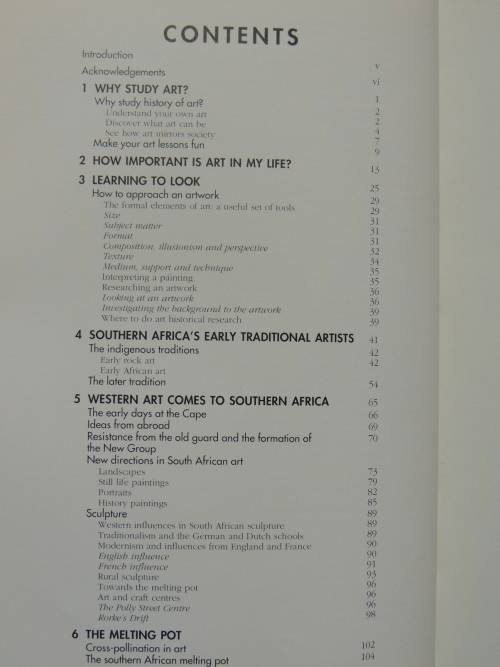 CONTENTS
Introduction v
Acknowledgements vi
1 WHY STUDY ART? 1
Why study history of art? 2
Understand your own art 2
Discover what art can be 4
See how art mirrors society 7
Make your art lessons fun 9
2 HOW IMPORTANT IS ART IN MY LIFE? 13
3 LEARNING TO LOOK 25
How to approach an artwork 29
The formal elements of art: a useful set of tools 29
Size 31
Subject matter 31
Format 31
Composition, illusionism and perspective 32
Texture 34
Medium, support and technique 35
Interpreting a painting 35
Researching an artwork 36
Looking at an artwork 36
Investigating the background to the artwork 39
Where to do art historical research 39
4 SOUTHERN AFRICA'S EARLY TRADITIONAL ARTISTS 41
The indigenous traditions 42
Early rock art 42
Early African art
The later tradition 54
5 WESTERN ART COMES TO SOUTHERN AFRICA 65
The early days at the Cape 66
Ideas from abroad 69
Resistance from the old guard and the formation of 70
the New Group
New directions in South African art
Landscapes 73
Still life paintings 79
Portraits 82
History paintings 85
Sculpture 89
Western influences in South African sculpture 89
Traditionalism and the German and Dutch schools 89
Modernism and influences from England and France 90
English influence 90
French influence 91
Rural sculpture 93
Towards the melting pot 96
Art and craft centres 96
The Polly Street Centre 96
Rorke's Drift 98
6 THE MELTING POT
Cross-pollination in art 102
The southern African melting pot 104